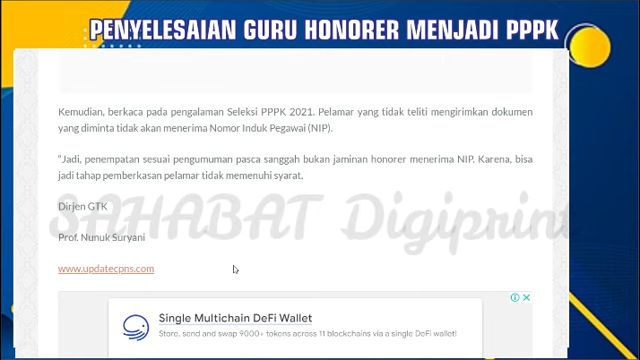 PENYELESAIAN GURU HONORER MENJADI PPPK
Kemudian, berkaca pada pengalaman Seleksi PPPK 2021. Pelamar yang tidak teliti mengirimkan dokumen
yang diminta tidak akan menerima Nomor Induk Pegawai (NIP).
"Jadi, penempatan sesuai pengumuman pasca sanggah bukan jaminan honorer menerima NIP. Karena, bisa
jadi tahap pemberkasan pelamar tidak memenuhi syarat,
Dirjen GTK
SAHABAT Digiprint
Prof. Nunuk Suryani
www.updatecpns.com
Single Multichain DeFi Wallet
Store, send and swap 9000+ tokens across 11 blockchains via a single DeFi wallet!